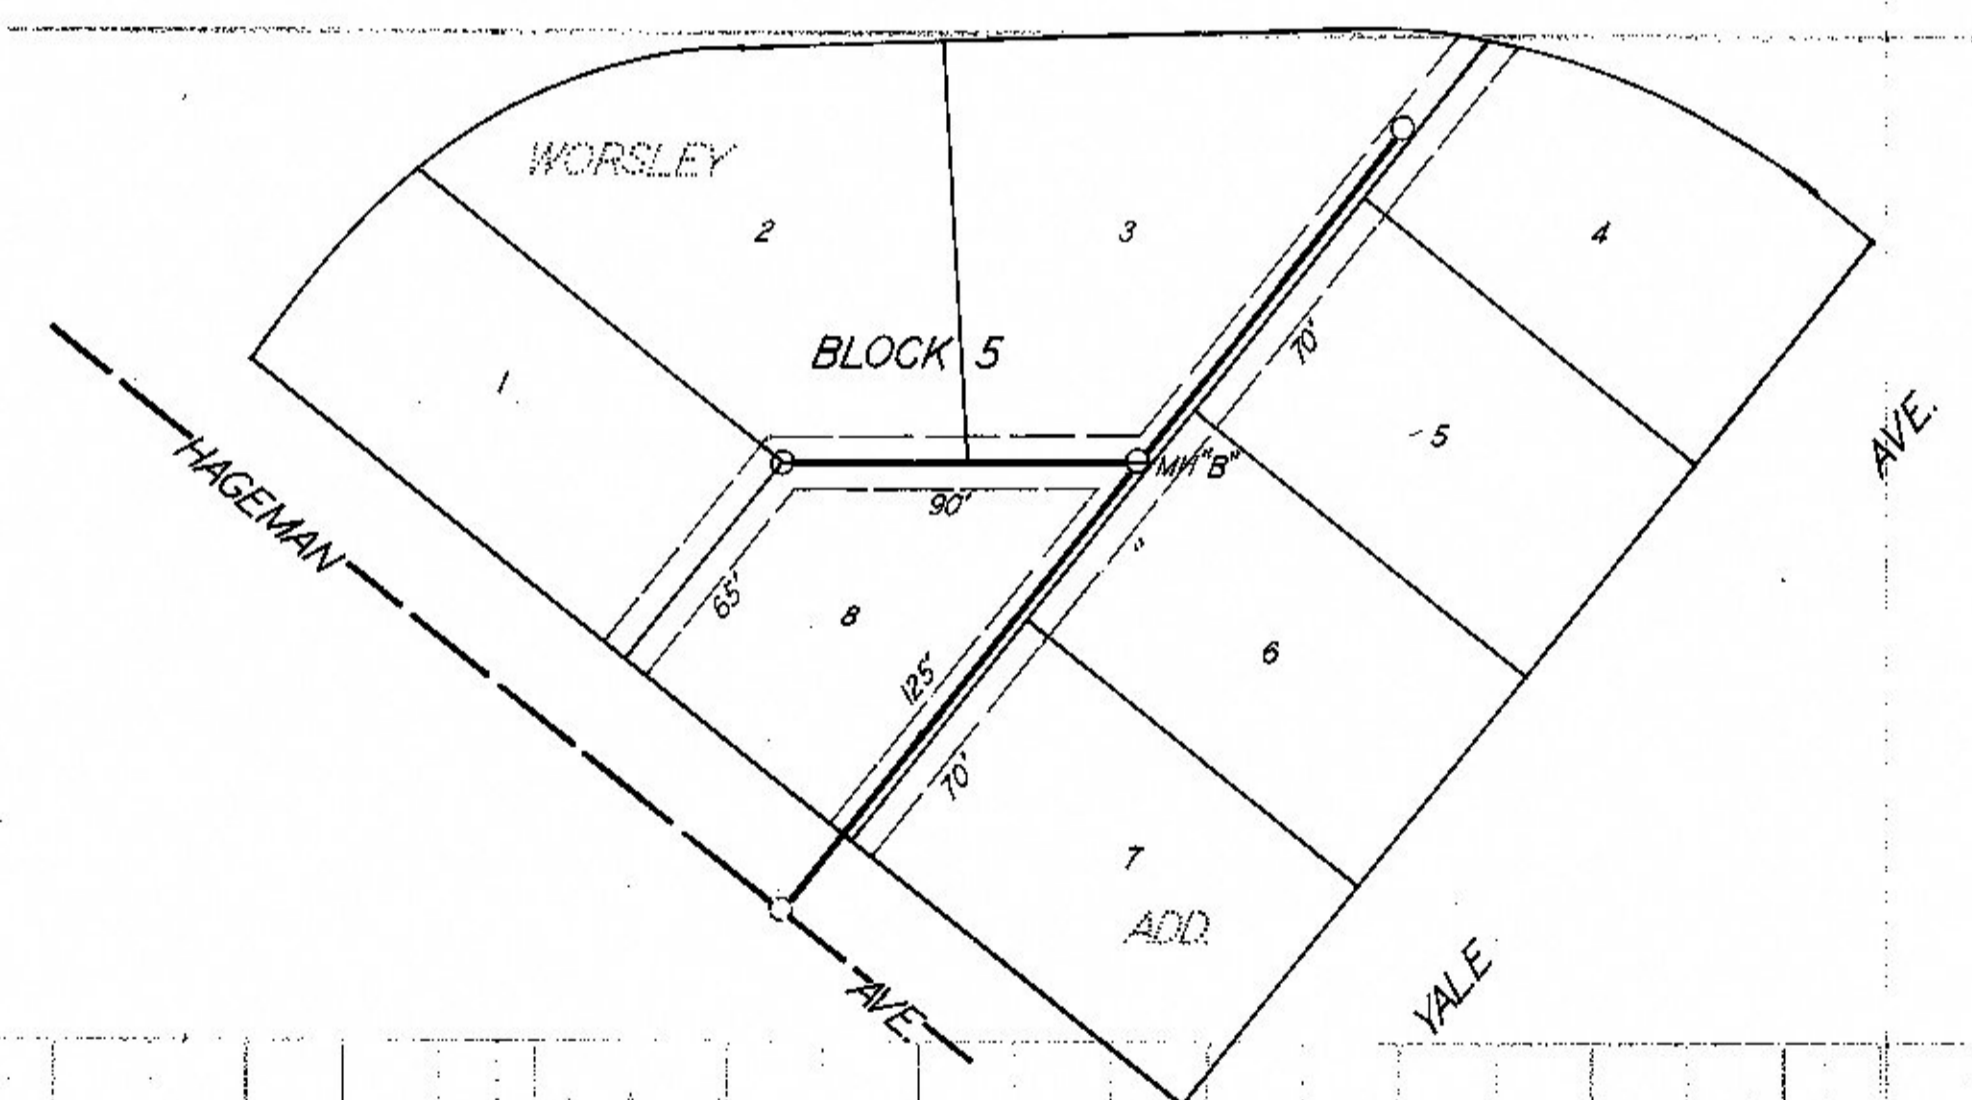 WORSLEY
2
3
4
1
BLOCK 5
70'
5
HAGEMAN
AVE.
MH "B"
90'
"
65'
8
125'
6
70'
7
ADD.
AVE.
YALE